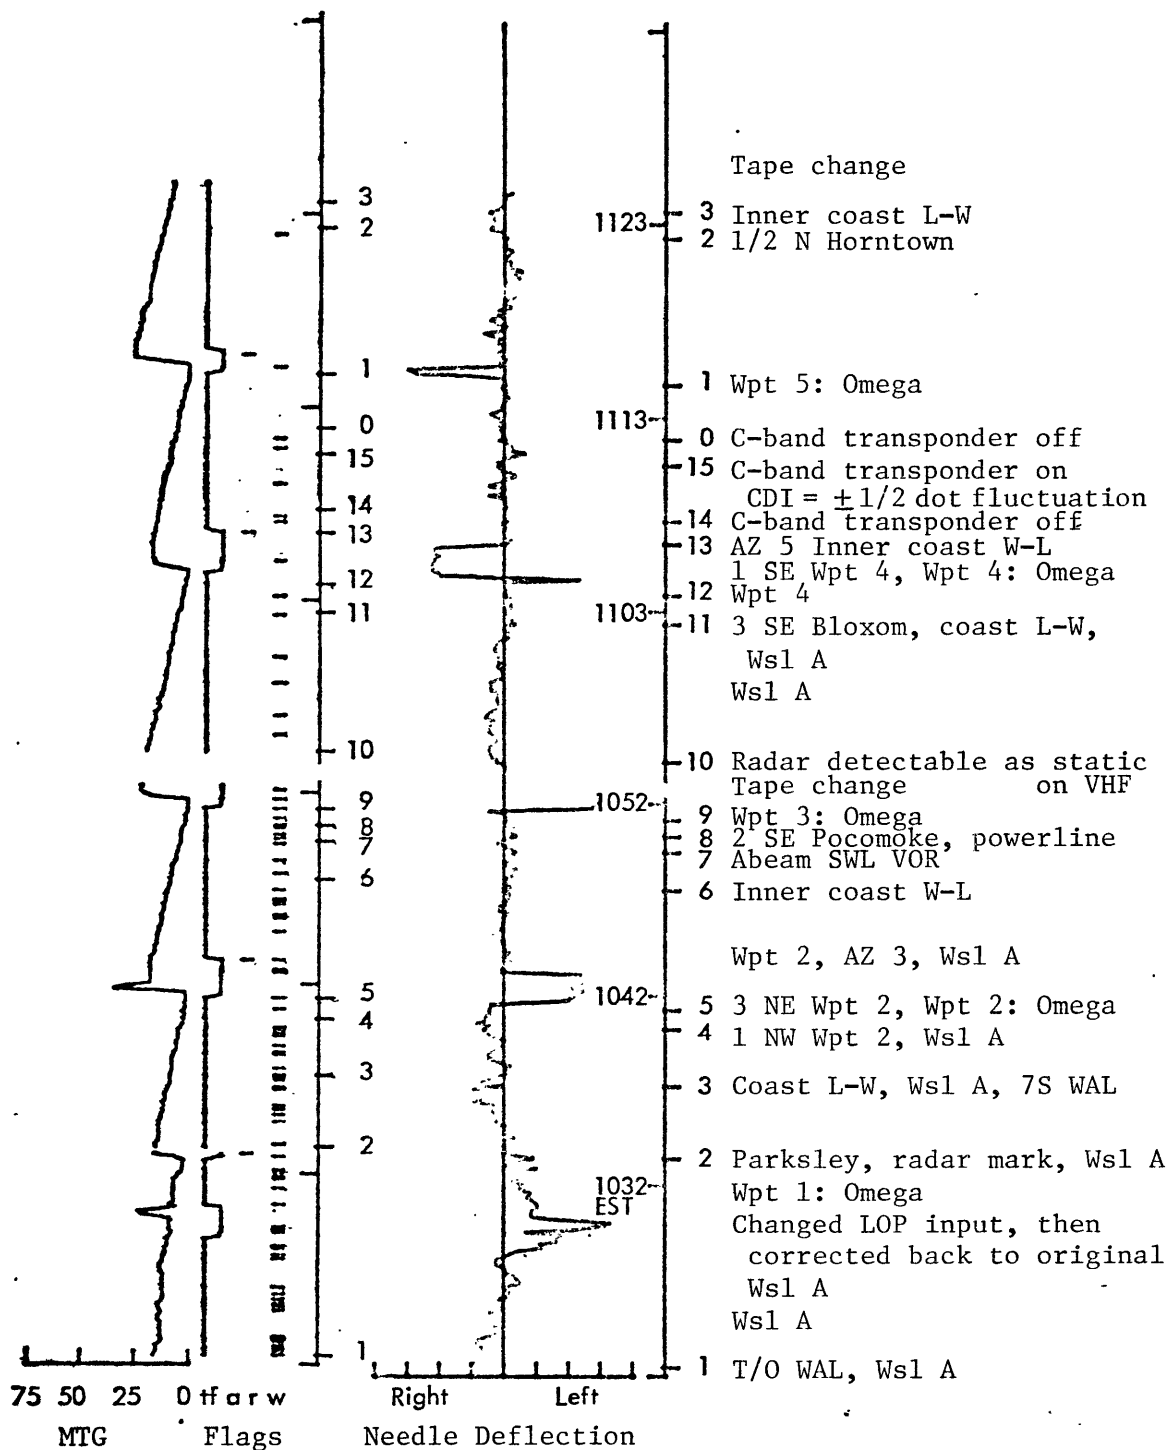 Tape change
3
3 Inner coast L-W
1123
2
2 1/2 N Horntown
1
1 Wpt 5: Omega
1113
0
0 C-band transponder off
15
15 C-band transponder on
CDI = ± 1/2 dot fluctuation
14
14 C-band transponder off
13
13 AZ 5 Inner coast W-L
1 SE Wpt 4, Wpt 4: Omega
12
12 Wpt 4
1103
11
11 3 SE Bloxom, coast L-W,
Wsl A
Wsl A
10
10 Radar detectable as static
Tape change on VHF
1052
9
9 Wpt 3: Omega
8
8 2 SE Pocomoke, powerline
7
7 Abeam SWL VOR
6
6 Inner coast W-L
Wpt 2, AZ 3, Wsl A
1042
5
5 3 NE Wpt 2, Wpt 2: Omega
4
4 1 NW Wpt 2, Wsl A
3
3 Coast L-W, Wsl A, 7S WAL
2
2 Parksley, radar mark, Wsl A
1032
EST
Wpt 1: Omega
Changed LOP input, then
corrected back to original
Wsl A
Wsl A
1
1 T/O WAL, Wsl A
75 50 25 0 tf a r w
Right Left
MTG Flags Needle Deflection